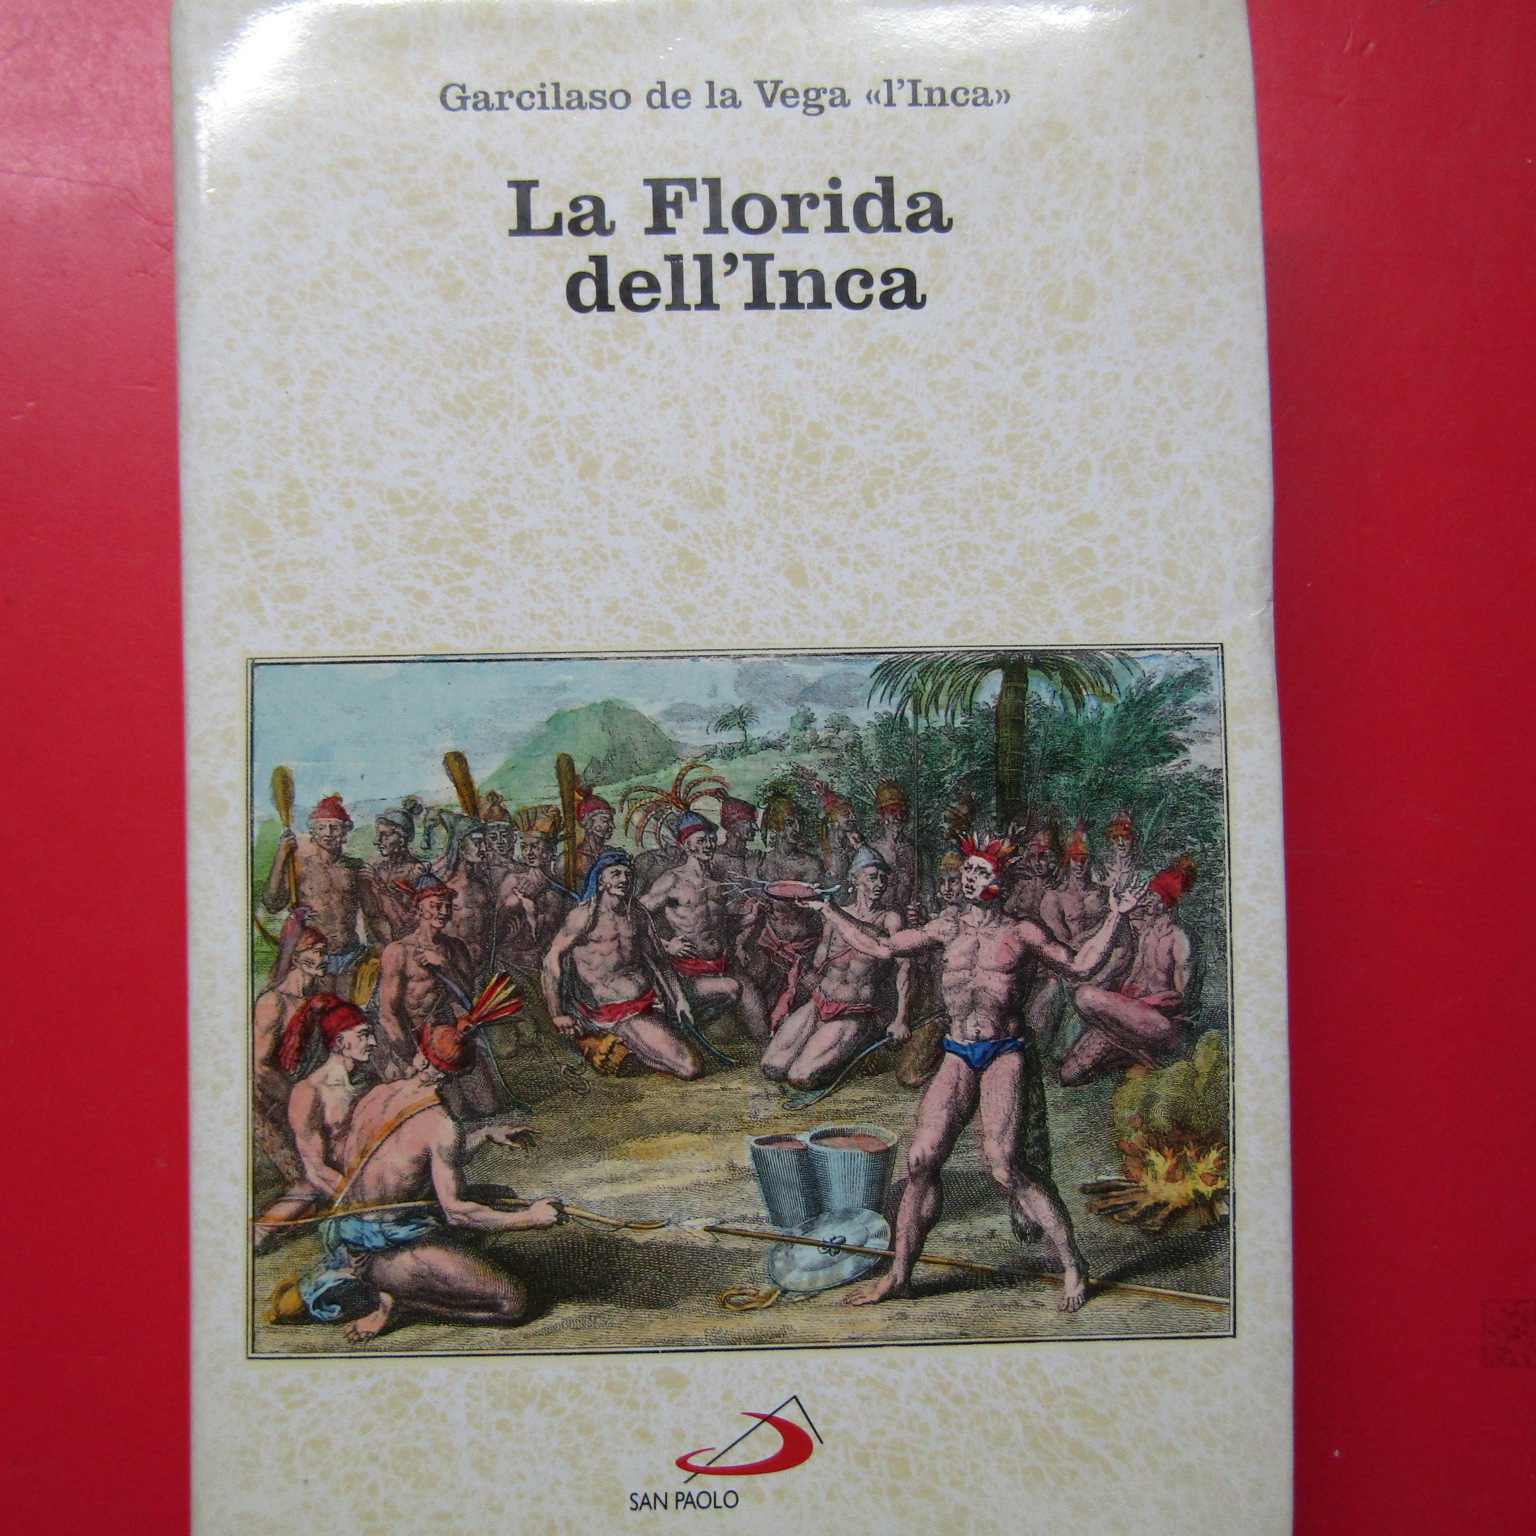 Garcilaso de la Vega «l'Inca»
La Florida
dell'Inca
SAN PAOLO